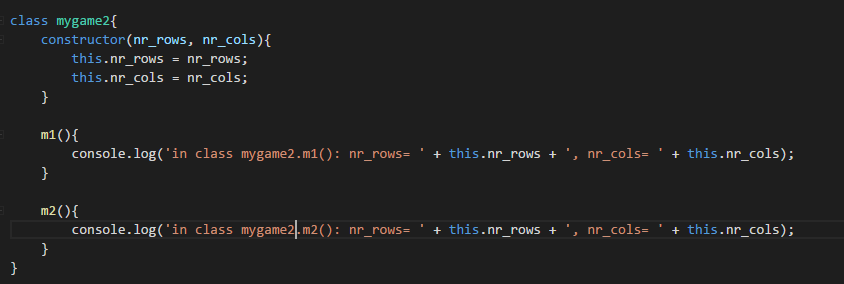 class mygame2{
    constructor(nr_rows, nr_cols){
        this.nr_rows = nr_rows;
        this.nr_cols = nr_cols;
    }

    m1(){
        console.log('in class mygame2.m1(): nr_rows= ' + this.nr_rows + ', nr_cols= ' + this.nr_cols);
    }

    m2(){
        console.log('in class mygame2.m2(): nr_rows= ' + this.nr_rows + ', nr_cols= ' + this.nr_cols);
    }
}